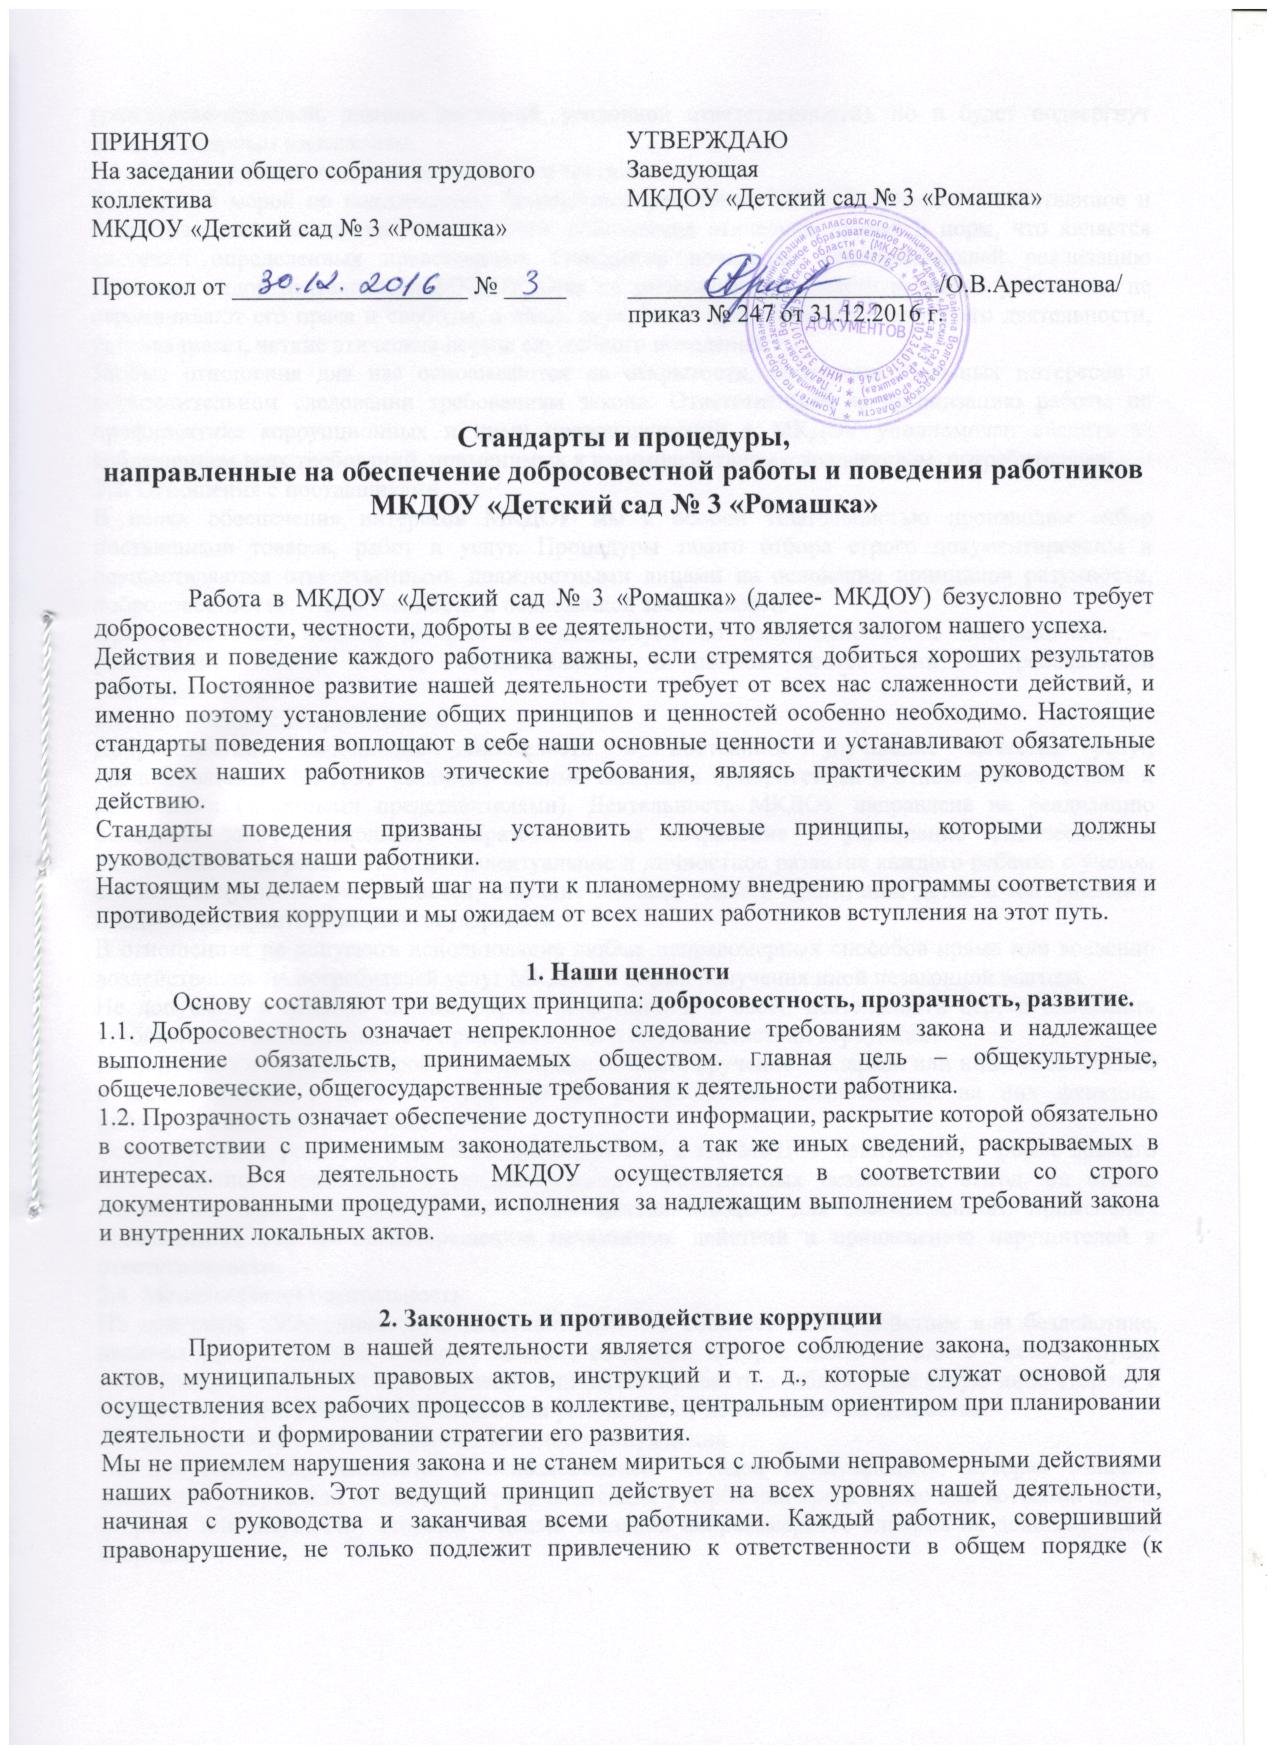 ПРИНЯТО
На заседании общего собрания трудового
коллектива
МКДОУ «Детский сад № 3 «Ромашка»
Протокол от 30.12.2016 № 3
УТВЕРЖДАЮ
Заведующая
МКДОУ «Детский сад № 3 «Ромашка»
/О.В.Арестанова/
приказ № 247 от 31.12.2016 г.
ДЛЯ
ДОКУМЕНТОВ
Стандарты и процедуры,
направленные на обеспечение добросовестной работы и поведения работников
МКДОУ «Детский сад № 3 «Ромашка»
Работа в МКДОУ «Детский сад № 3 «Ромашка» (далее- МКДОУ) безусловно требует
добросовестности, честности, доброты в ее деятельности, что является залогом нашего успеха.
Действия и поведение каждого работника важны, если стремятся добиться хороших результатов
работы. Постоянное развитие нашей деятельности требует от всех нас слаженности действий, и
именно поэтому установление общих принципов и ценностей особенно необходимо. Настоящие
стандарты поведения воплощают в себе наши основные ценности и устанавливают обязательные
для всех наших работников этические требования, являясь практическим руководством к
действию.
Стандарты поведения призваны установить ключевые принципы, которыми должны
руководствоваться наши работники.
Настоящим мы делаем первый шаг на пути к планомерному внедрению программы соответствия и
противодействия коррупции и мы ожидаем от всех наших работников вступления на этот путь.
1. Наши ценности
Основу составляют три ведущих принципа: добросовестность, прозрачность, развитие.
1.1. Добросовестность означает непреклонное следование требованиям закона и надлежащее
выполнение обязательств, принимаемых обществом. главная цель – общекультурные,
общечеловеческие, общегосударственные требования к деятельности работника.
1.2. Прозрачность означает обеспечение доступности информации, раскрытие которой обязательно
в соответствии с применимым законодательством, а так же иных сведений, раскрываемых в
интересах. Вся деятельность МКДОУ осуществляется в соответствии со строго
документированными процедурами, исполнения за надлежащим выполнением требований закона
и внутренних локальных актов.
2. Законность и противодействие коррупции
Приоритетом в нашей деятельности является строгое соблюдение закона, подзаконных
актов, муниципальных правовых актов, инструкций и т. д., которые служат основой для
осуществления всех рабочих процессов в коллективе, центральным ориентиром при планировании
деятельности и формировании стратегии его развития.
Мы не приемлем нарушения закона и не станем мириться с любыми неправомерными действиями
наших работников. Этот ведущий принцип действует на всех уровнях нашей деятельности,
начиная с руководства и заканчивая всеми работниками. Каждый работник, совершивший
правонарушение, не только подлежит привлечению к ответственности в общем порядке (к